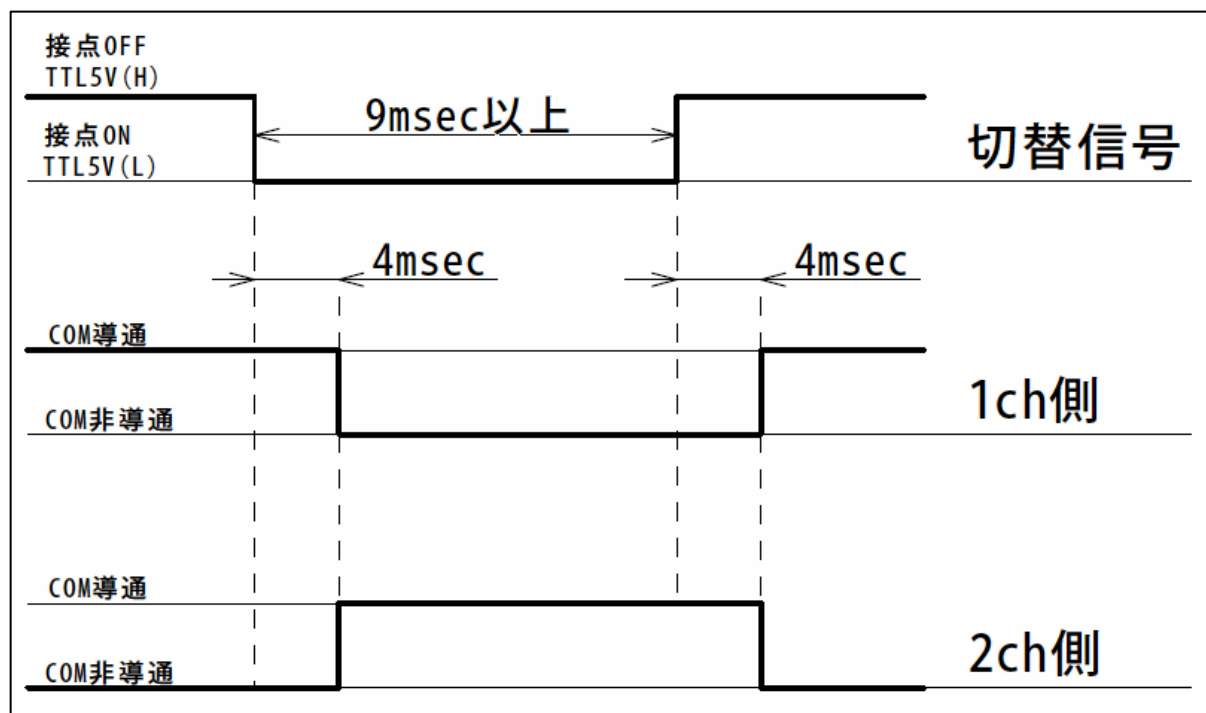 接点OFF
TTL5V(H)
9msec以上
接点ON
TTL5V(L)
切替信号
4msec
4msec
COM導通
COM非導通
1ch側
COM導通
COM非導通
2ch側